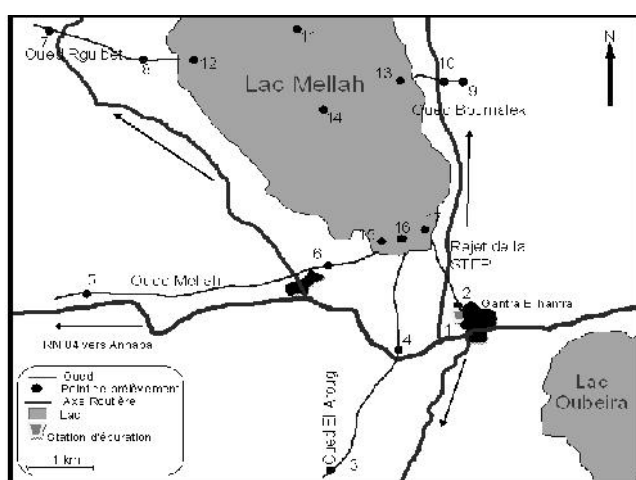 11
N
7
Oued Rguibet
8
12
13
10
9
Lac Mellah
Oued Boumalek
14
17
15
16
Rejet de la
STEP
6
5
Oued Mellah
2
Gantra El hamra
1
RN 04 vers Annaba
4
Lac
Oubeira
Oued El Aroug
3
Oued
Point de prélèvement
Axe Routière
Lac
Station d'épuration
1 km